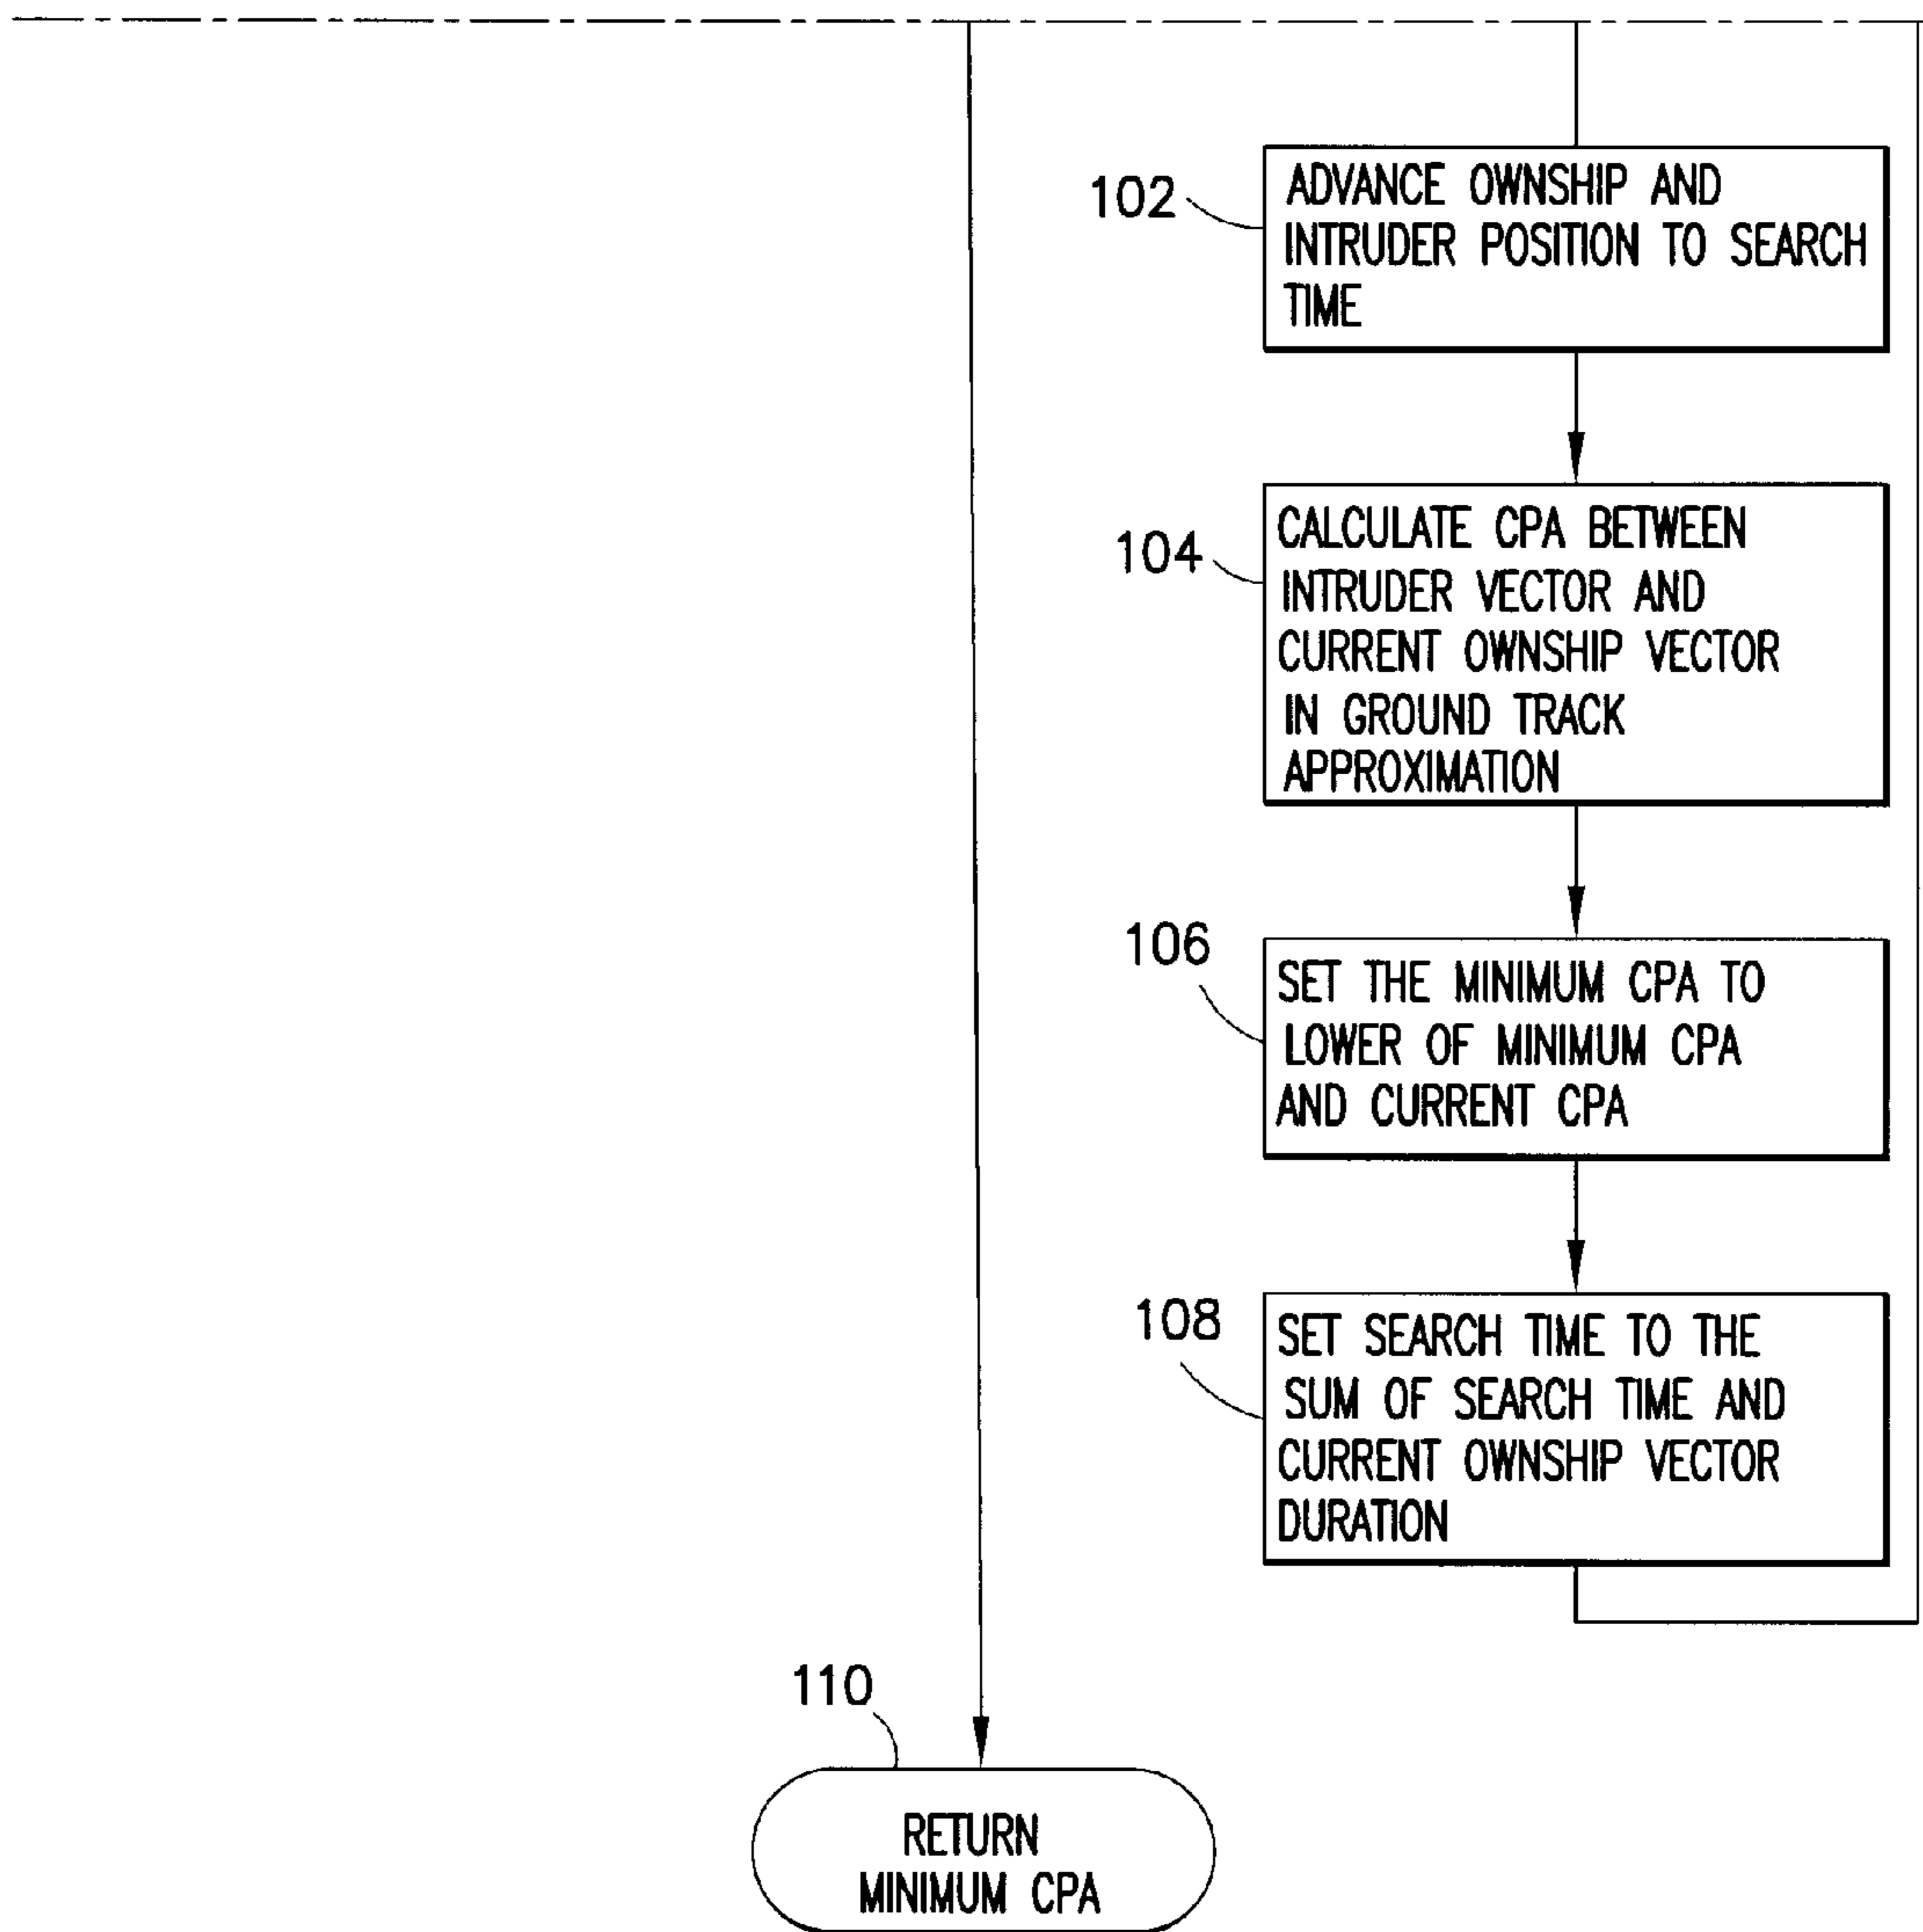 102
ADVANCE OWNSHIP AND
INTRUDER POSITION TO SEARCH
TIME
104
CALCULATE CPA BETWEEN
INTRUDER VECTOR AND
CURRENT OWNSHIP VECTOR
IN GROUND TRACK
APPROXIMATION
106
SET THE MINIMUM CPA TO
LOWER OF MINIMUM CPA
AND CURRENT CPA
108
SET SEARCH TIME TO THE
SUM OF SEARCH TIME AND
CURRENT OWNSHIP VECTOR
DURATION
110
RETURN
MINIMUM CPA